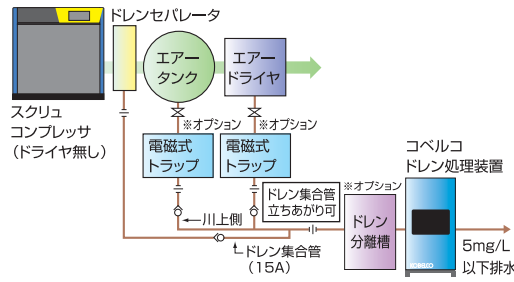 ドレンセパレータ
エアー
タンク
エアー
ドライヤ
スクリュ
コンプレッサ
（ドライヤ無し）
※オプション
※オプション
電磁式
トラップ
電磁式
トラップ
コベルコ
ドレン処理装置
ドレン集合管
立ちあがり可
※オプション
川上側
ドレン
分離槽
ドレン集合管
（15A）
5mg/L
以下排水
KOBELCO